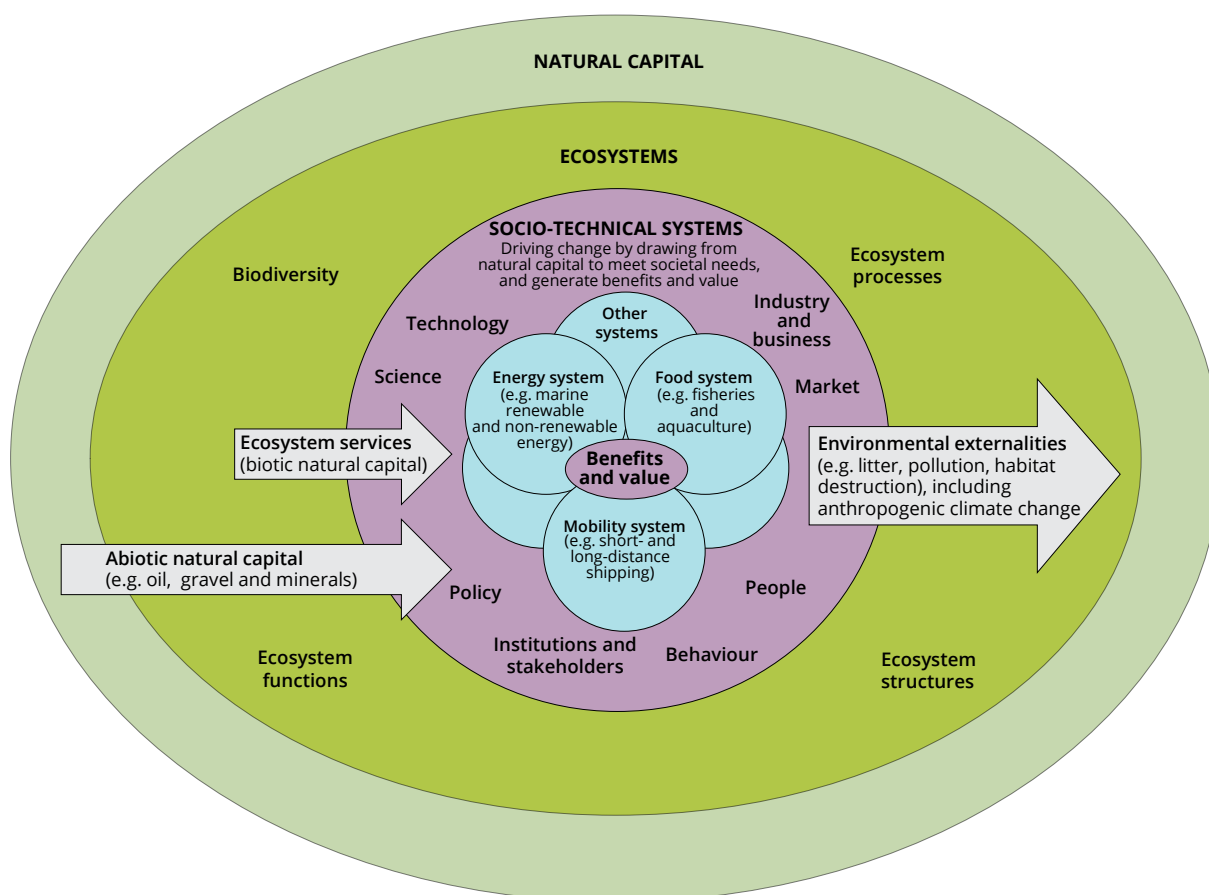 NATURAL CAPITAL
ECOSYSTEMS
SOCIO-TECHNICAL SYSTEMS
Driving change by drawing from
natural capital to meet societal needs,
and generate benefits and value
Biodiversity
Ecosystem
processes
Technology
Other
systems
Industry
and
business
Science
Energy system
(e.g. marine
renewable
and non-renewable
energy)
Food system
(e.g. fisheries
and
aquaculture)
Market
Ecosystem services
(biotic natural capital)
Benefits
and value
Environmental externalities
(e.g. litter, pollution, habitat
destruction), including
anthropogenic climate change
Abiotic natural capital
(e.g. oil, gravel and minerals)
Mobility system
(e.g. short- and
long-distance
shipping)
Policy
People
Institutions and
stakeholders
Behaviour
Ecosystem
functions
Ecosystem
structures